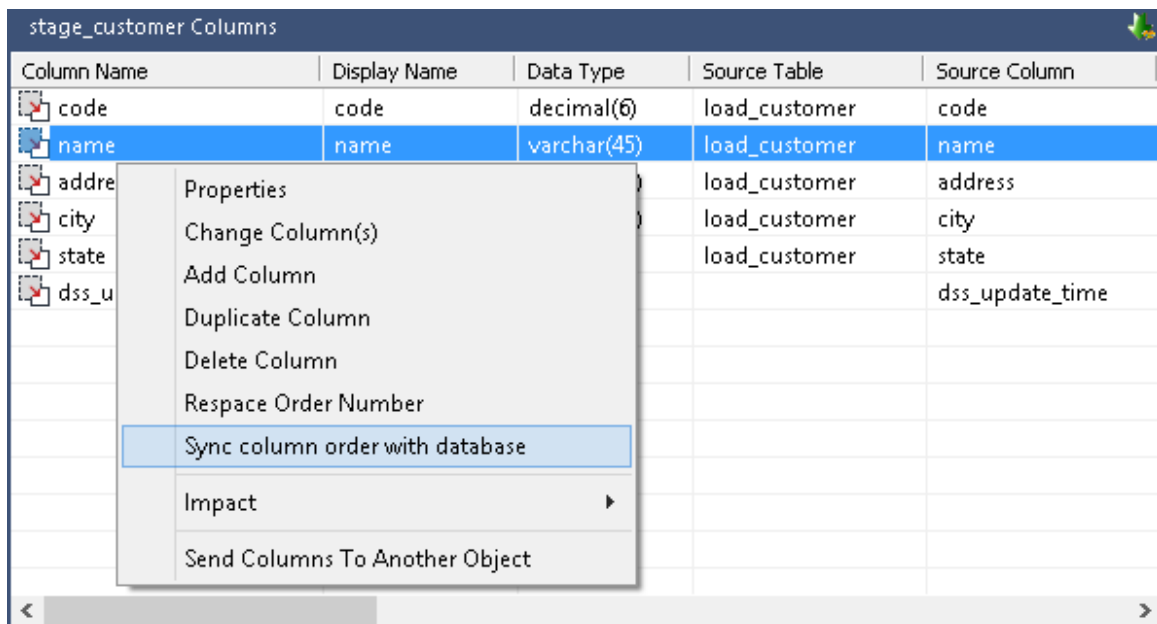 stage_customer Columns
Column Name Display Name Data Type Source Table Source Column
code code decimal(6) load_customer code
name name varchar(45) load_customer name
addre ) load_customer address
city ) load_customer city
state load_customer state
dss_u dss_update_time
Properties
Change Column(s)
Add Column
Duplicate Column
Delete Column
Respace Order Number
Sync column order with database
Impact
Send Columns To Another Object